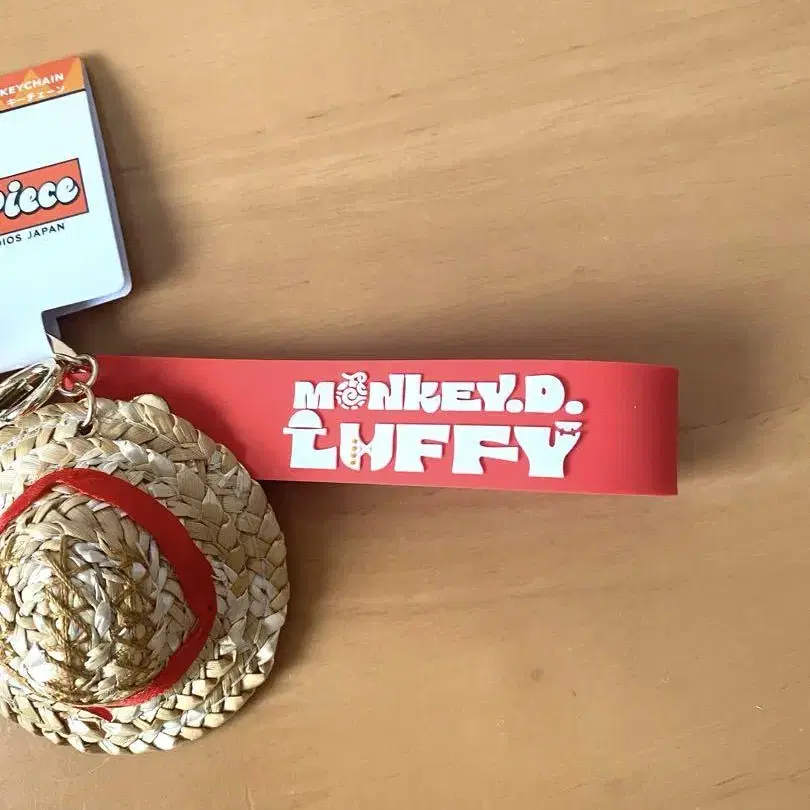 KEYCHAIN
キーチェーン
Piece
DIOS JAPAN
MONKEY.D.
LUFFY